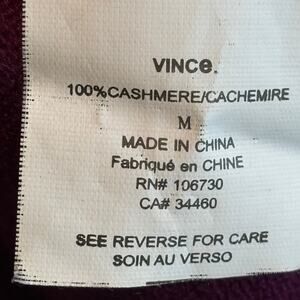 VINCe.
100%CASHMERE/CACHEMIRE
M
MADE IN CHINA
Fabriqué en CHINE
RN# 106730
CA# 34460
SEE REVERSE FOR CARE
SOIN AU VERSO